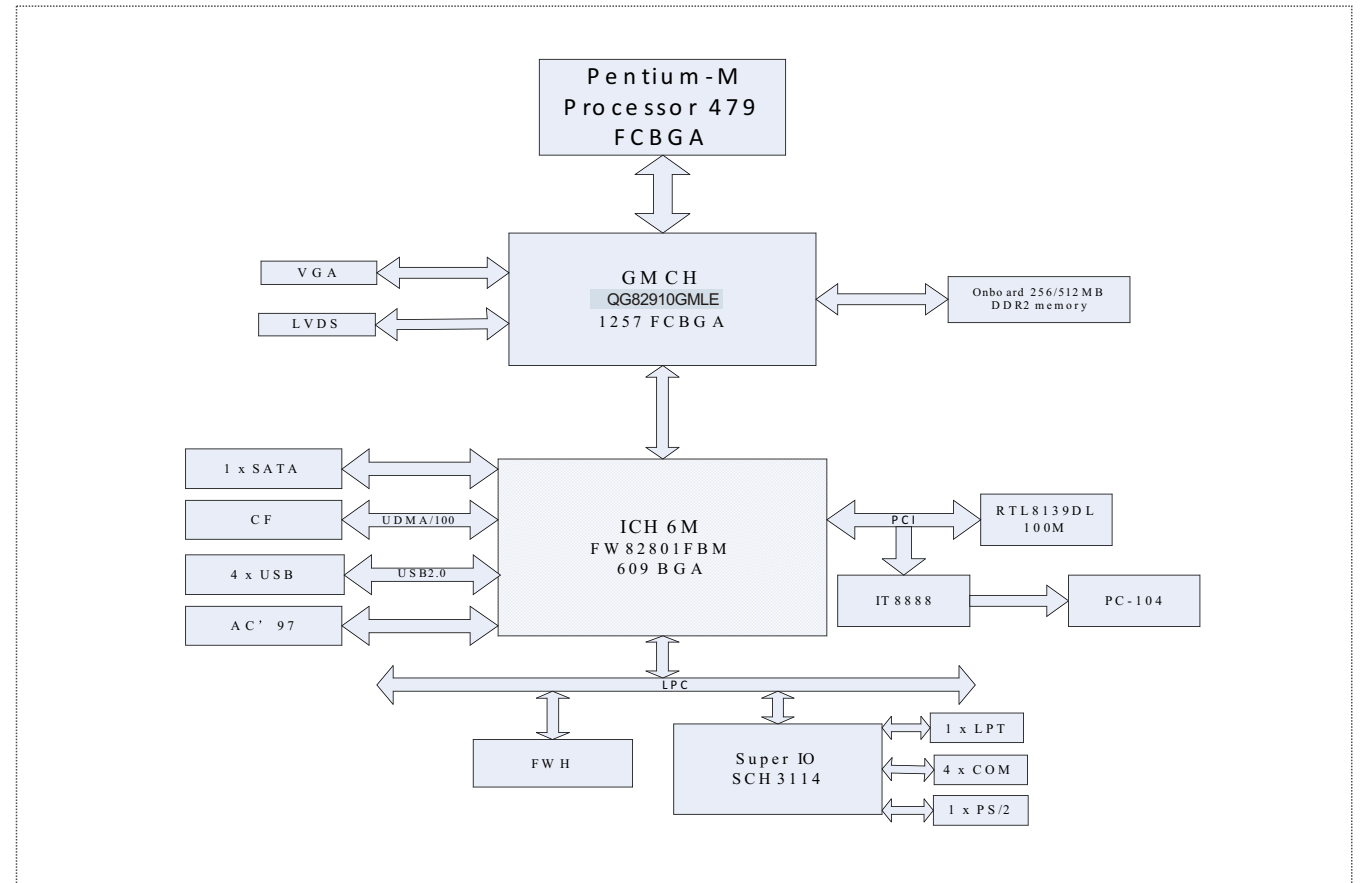 Pentium-M
Processor 479
FCBGA
VGA
LVDS
GMCH
QG82910GMLE
1257 FCBGA
Onboard 256/512MB
DDR2 memory
1 x SATA
CF
UDMA/100
4 x USB
USB2.0
AC' 97
ICH 6M
FW82801FBM
609 BGA
PCI
RTL8139DL
100M
IT8888
PC-104
LPC
FWH
Super IO
SCH3114
1 x LPT
4 x COM
1 x PS/2